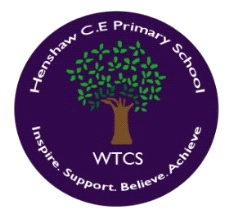 Henshaw C.E Primary School
WTCS
Inspire. Support. Believe. Achieve